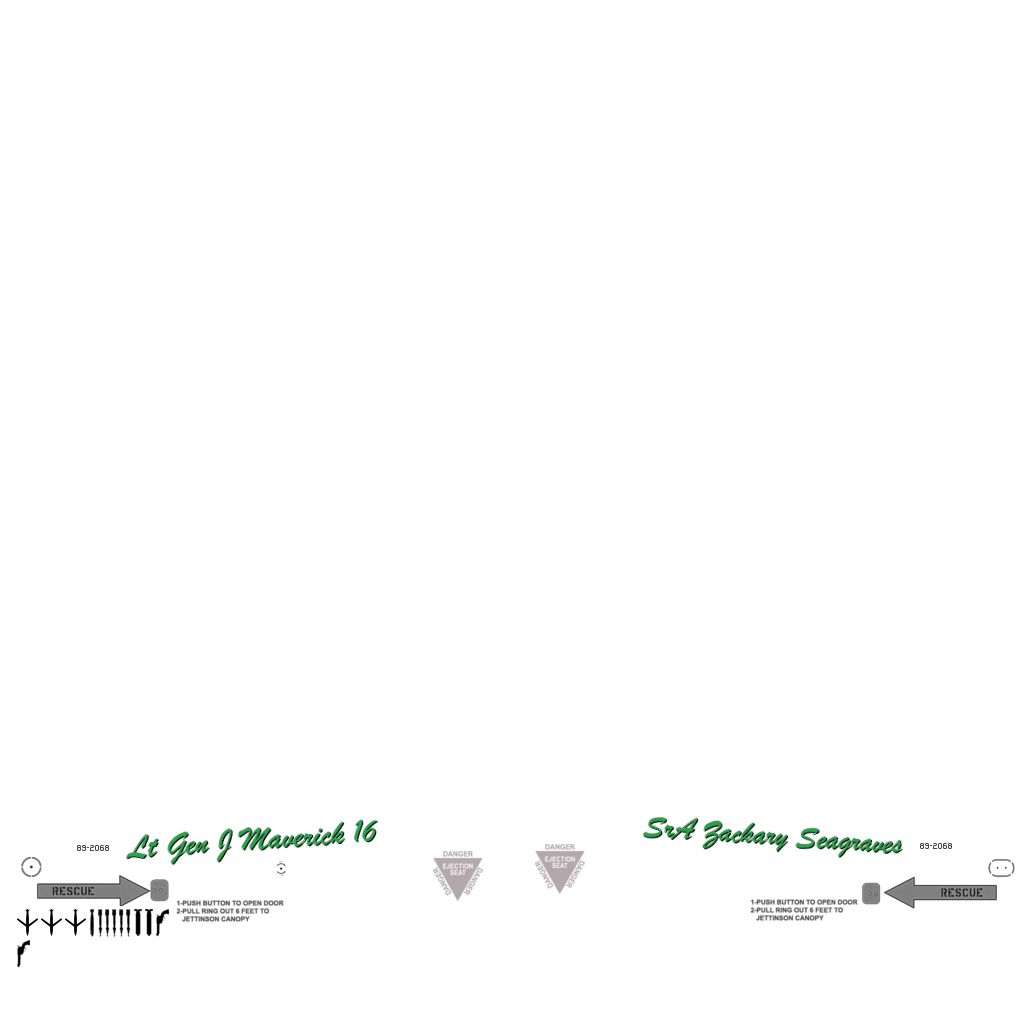 89-2068
Lt Gen J Maverick 16
RESCUE
1-PUSH BUTTON TO OPEN DOOR
2-PULL RING OUT 6 FEET TO
JETTINSON CANOPY
DANGER
EJECTION
SEAT
DANGER
DANGER
DANGER
EJECTION
SEAT
DANGER
DANGER
SrA Zackary Seagraves
89-2068
RESCUE
1-PUSH BUTTON TO OPEN DOOR
2-PULL RING OUT 6 FEET TO
JETTINSON CANOPY